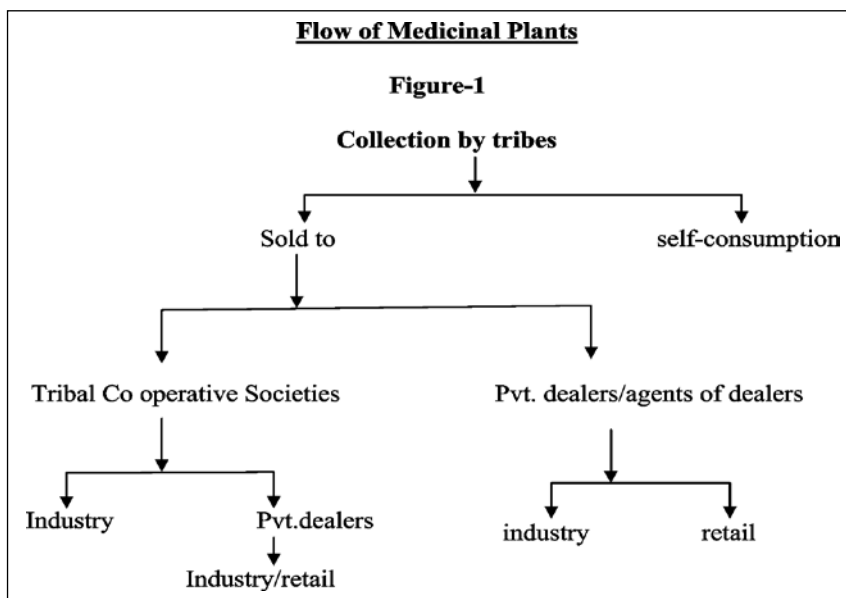 Flow of Medicinal Plants
Figure-1
Collection by tribes
Sold to
self-consumption
Tribal Co operative Societies
Pvt. dealers/agents of dealers
Industry
Pvt.dealers
industry
retail
Industry/retail